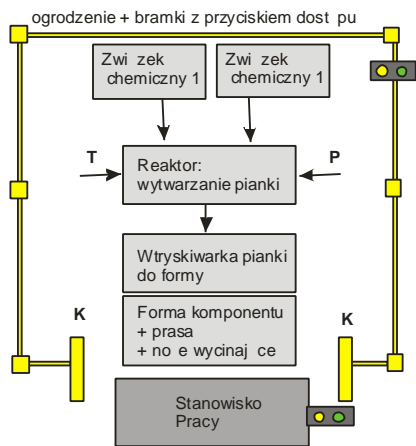 ogrodzenie + bramki z przyciskiem dost pu
Zwi zek
chemiczny 1
Zwi zek
chemiczny 1
T
Reaktor:
wytwarzanie pianki
P
Wtryskiwarka pianki
do formy
K
Forma komponentu
+ prasa
+ no e wycinaj ce
K
Stanowisko
Pracy